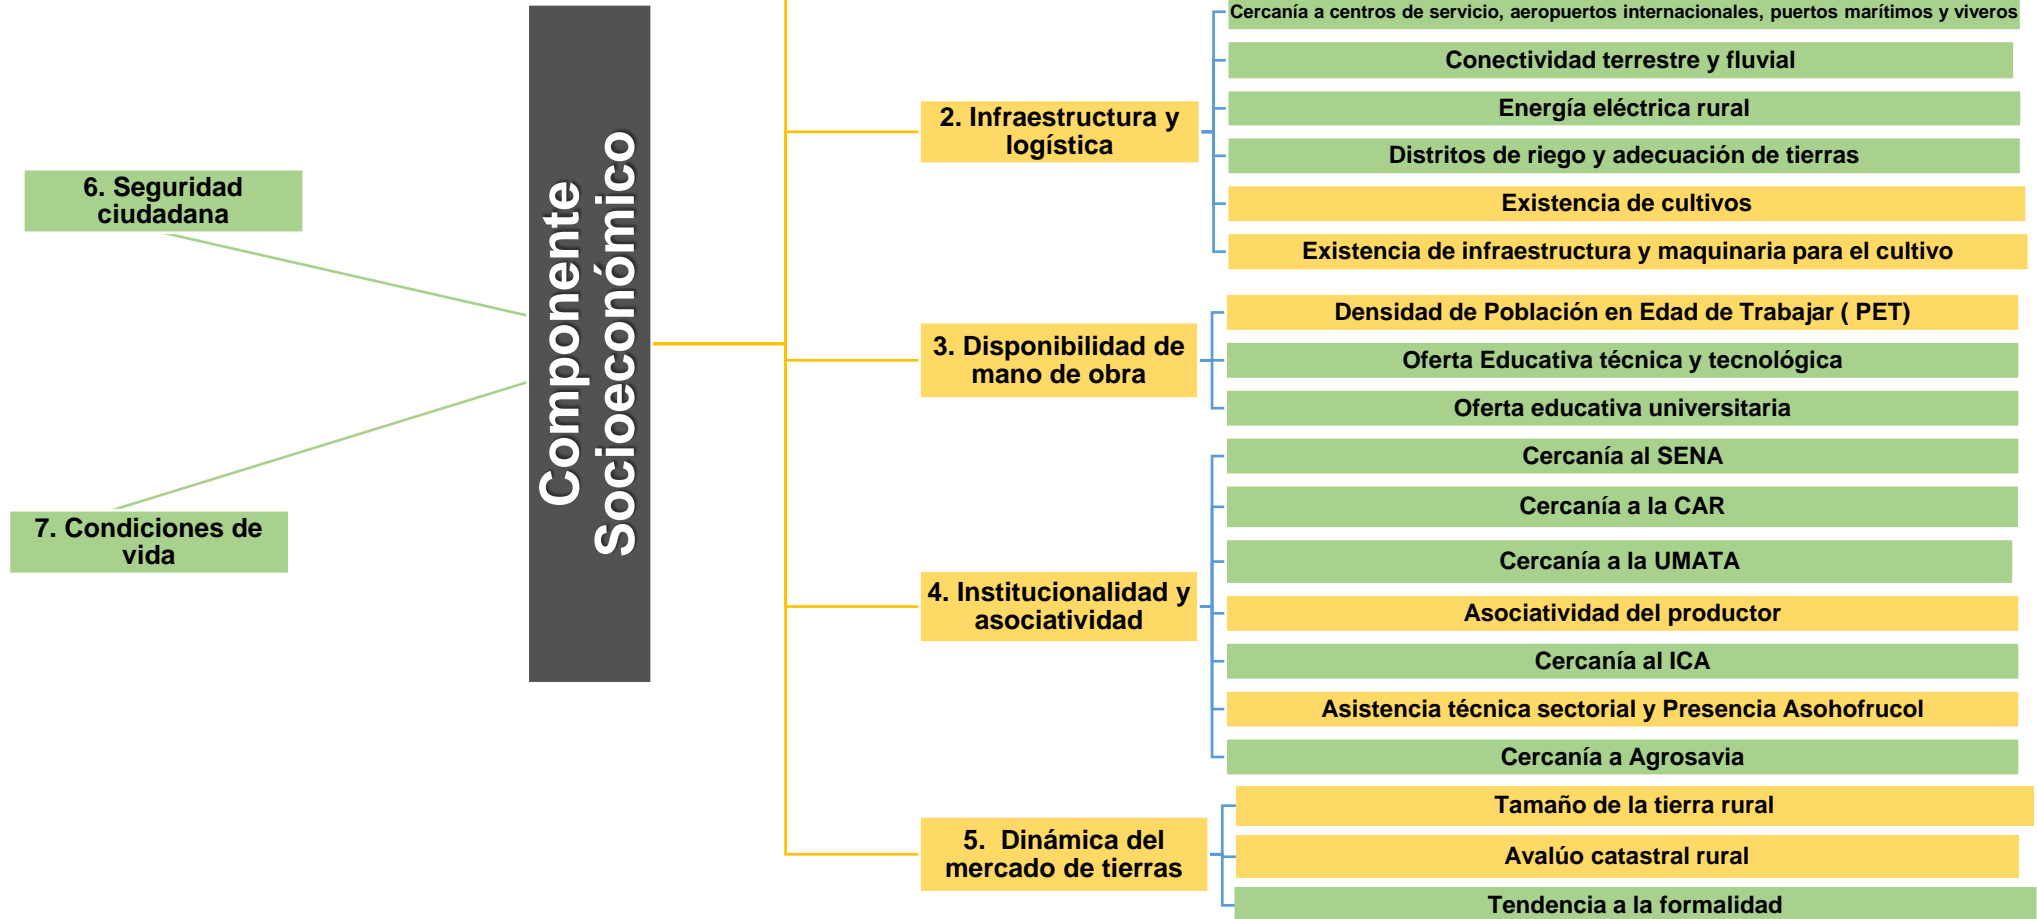 6. Seguridad
ciudadana
7. Condiciones de
vida
Componente
Socioeconómico
2. Infraestructura y
logística
Cercanía a centros de servicio, aeropuertos internacionales, puertos marítimos y viveros
Conectividad terrestre y fluvial
Energía eléctrica rural
Distritos de riego y adecuación de tierras
Existencia de cultivos
Existencia de infraestructura y maquinaria para el cultivo
3. Disponibilidad de
mano de obra
Densidad de Población en Edad de Trabajar ( PET)
Oferta Educativa técnica y tecnológica
Oferta educativa universitaria
4. Institucionalidad y
asociatividad
Cercanía al SENA
Cercanía a la CAR
Cercanía a la UMATA
Asociatividad del productor
Cercanía al ICA
Asistencia técnica sectorial y Presencia Asohofrucol
Cercanía a Agrosavia
5. Dinámica del
mercado de tierras
Tamaño de la tierra rural
Avalúo catastral rural
Tendencia a la formalidad